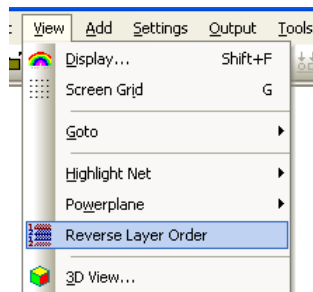 View Add Settings Output Tools
Display... Shift+F
Screen Grid G
Goto
Highlight Net
Powerplane
Reverse Layer Order
3D View...